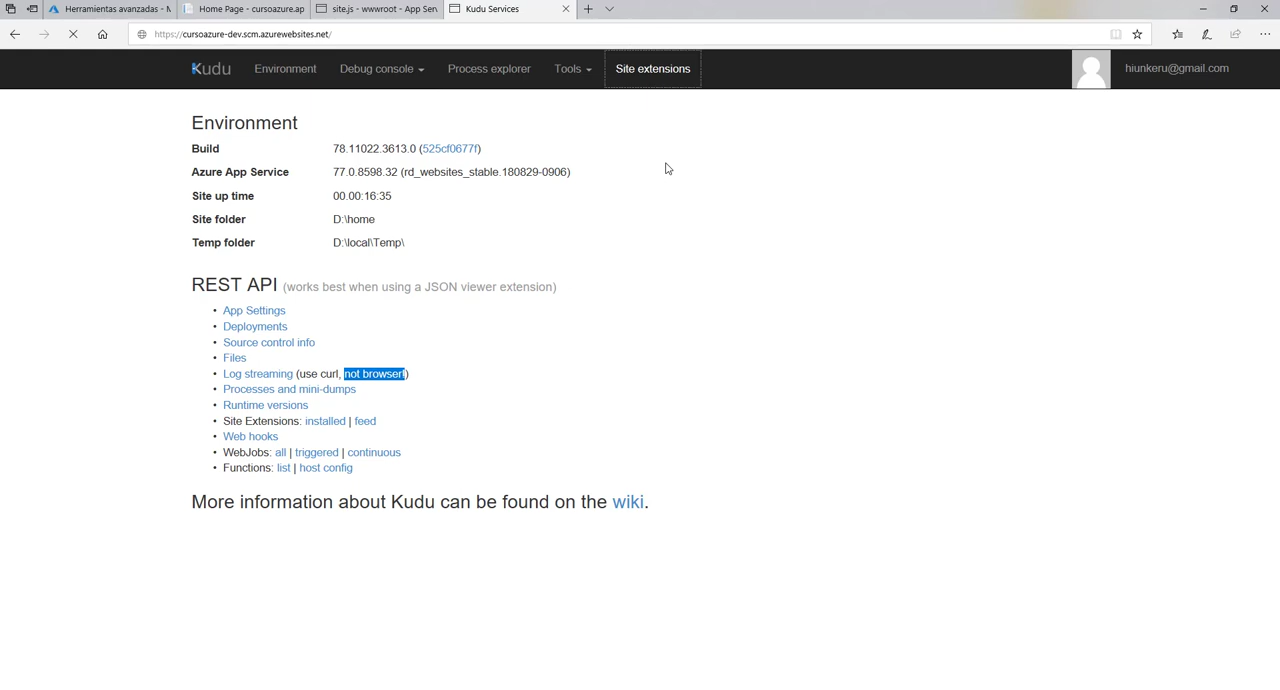 Herramientas avanzadas - M
Home Page - cursoazure.ap
site.js - wwwroot - App Serv
Kudu Services
https://cursoazure-dev.scm.azurewebsites.net/
Kudu
Environment
Debug console
Process explorer
Tools
Site extensions
hiunkeru@gmail.com
Environment
Build 78.11022.3613.0 (525cf0677f)
Azure App Service 77.0.8598.32 (rd_websites_stable.180829-0906)
Site up time 00.00:16:35
Site folder D:\home
Temp folder D:\local\Temp\
REST API (works best when using a JSON viewer extension)
• App Settings
• Deployments
• Source control info
• Files
• Log streaming (use curl, not browser!)
• Processes and mini-dumps
• Runtime versions
• Site Extensions: installed | feed
• Web hooks
• WebJobs: all | triggered | continuous
• Functions: list | host config
More information about Kudu can be found on the wiki.